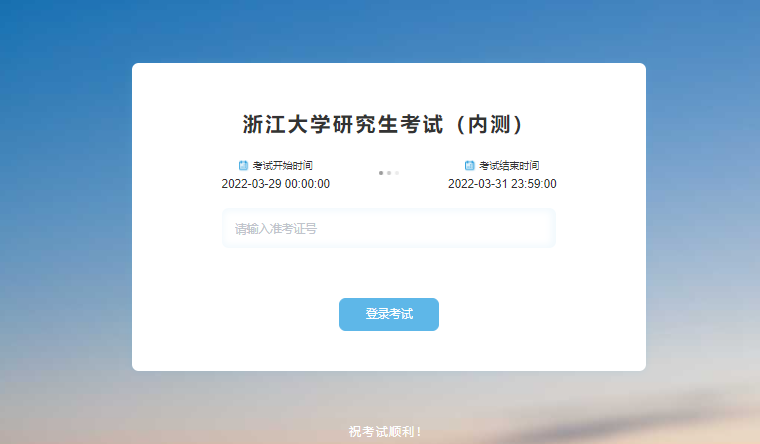 浙江大学研究生考试（内测）
考试开始时间
2022-03-29 00:00:00
考试结束时间
2022-03-31 23:59:00
请输入准考证号
登录考试
祝考试顺利！